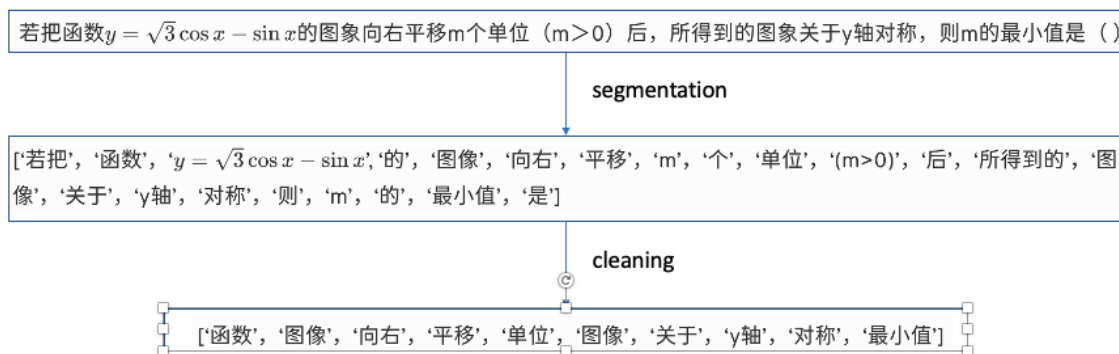 若把函数y = √3 cos x − sin x的图象向右平移m个单位（m＞0）后，所得到的图象关于y轴对称，则m的最小值是（ ）
segmentation
[‘若把’，‘函数’，‘y = √3 cos x − sin x’, ‘的’，‘图像’，‘向右’，‘平移’，‘m’，‘个’，‘单位’，‘(m>0)’，‘后’，‘所得到的’，‘图
像’，‘关于’，‘y轴’，‘对称’，‘则’，‘m’，‘的’，‘最小值’，‘是’]
cleaning
[‘函数’，‘图像’，‘向右’，‘平移’，‘单位’，‘图像’，‘关于’，‘y轴’，‘对称’，‘最小值’]